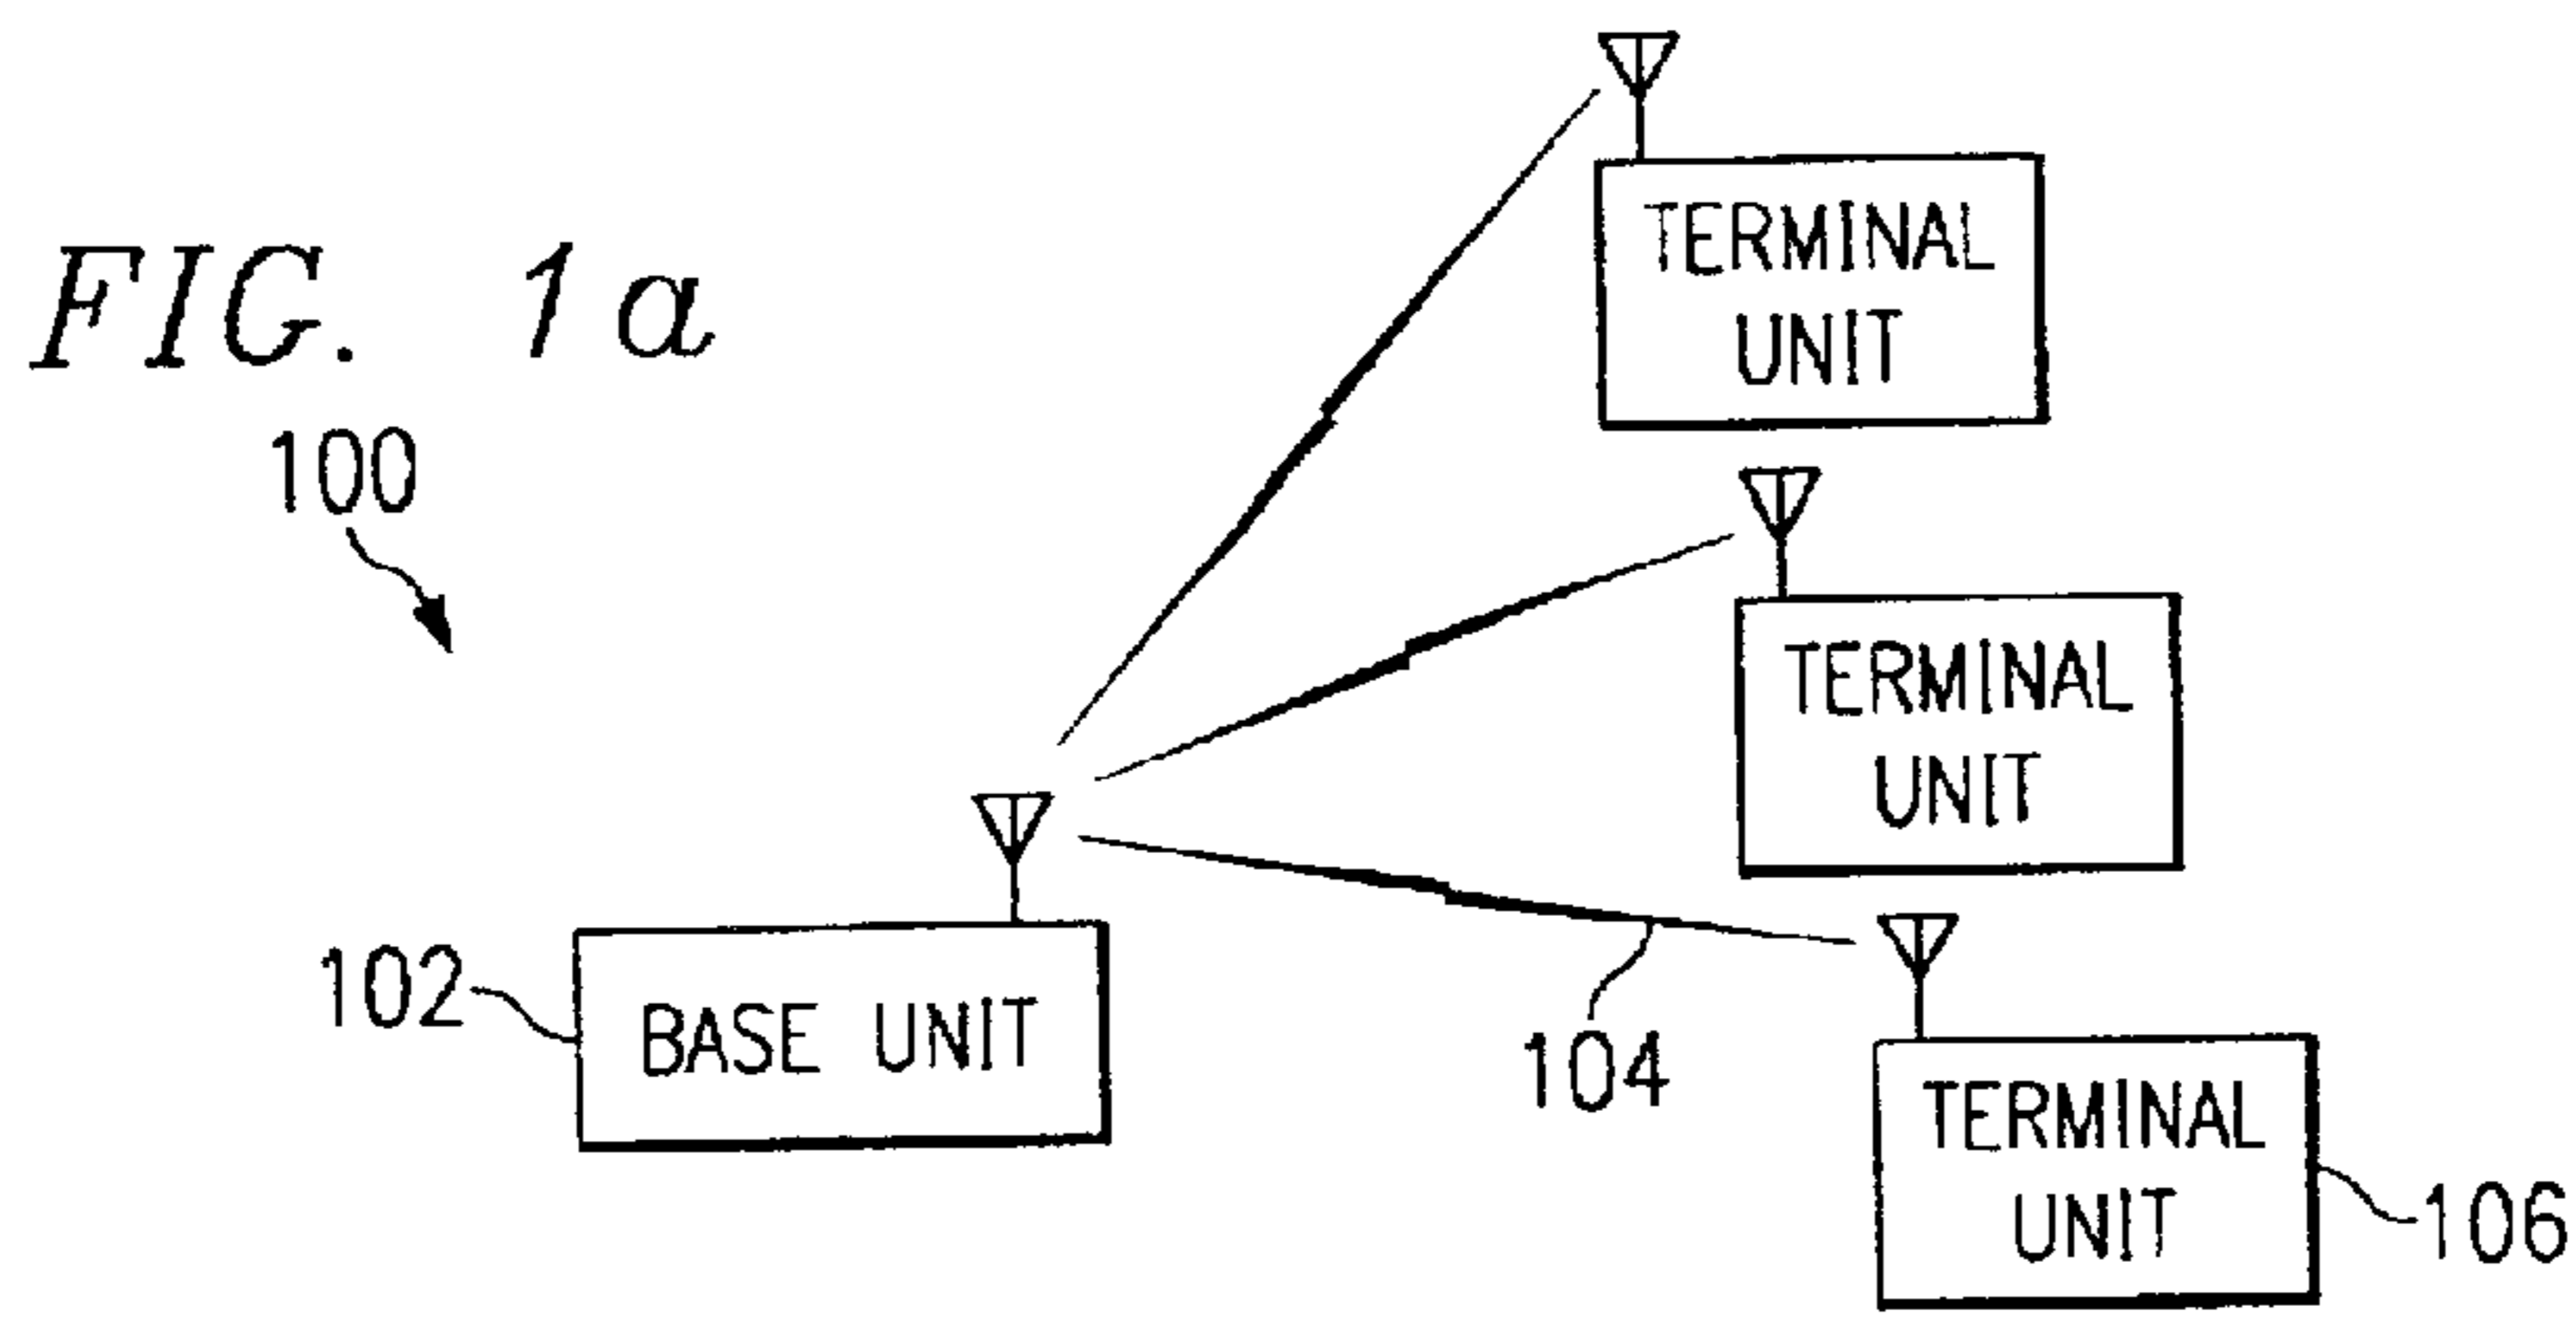 FIG. 1a
100
TERMINAL
UNIT
TERMINAL
UNIT
102
BASE UNIT
104
TERMINAL
UNIT
106